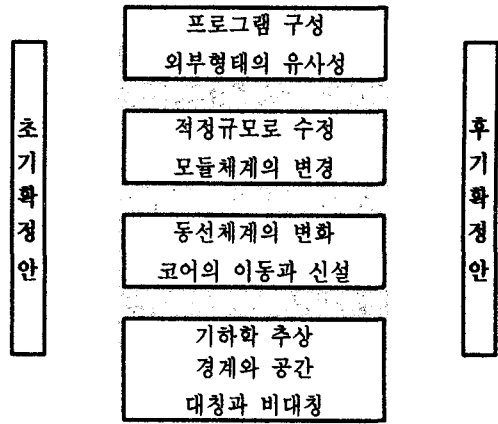 초기확정안
프로그램 구성
외부형태의 유사성
적정규모로 수정
모듈체계의 변경
동선체계의 변화
코어의 이동과 신설
기하학 추상
경계와 공간
대칭과 비대칭
후기확정안